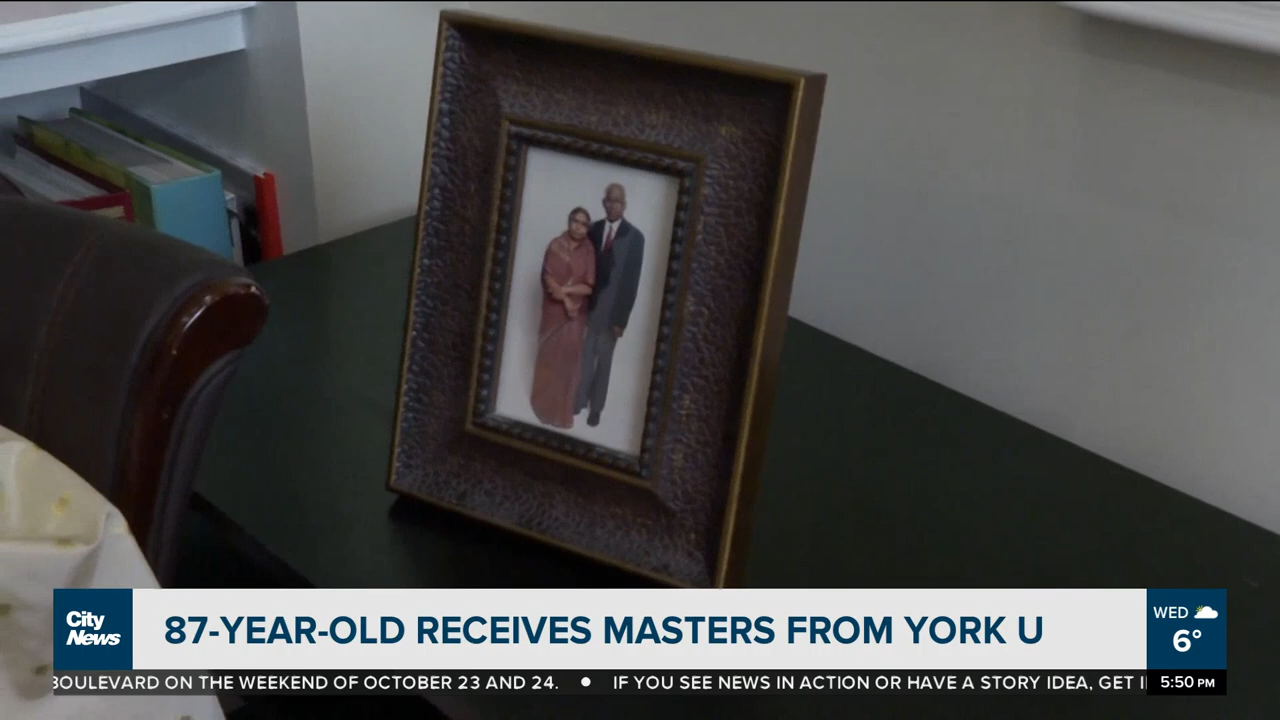 City
News
87-YEAR-OLD RECEIVES MASTERS FROM YORK U
WED
6°
BOULEVARD ON THE WEEKEND OF OCTOBER 23 AND 24. • IF YOU SEE NEWS IN ACTION OR HAVE A STORY IDEA, GET
5:50 PM